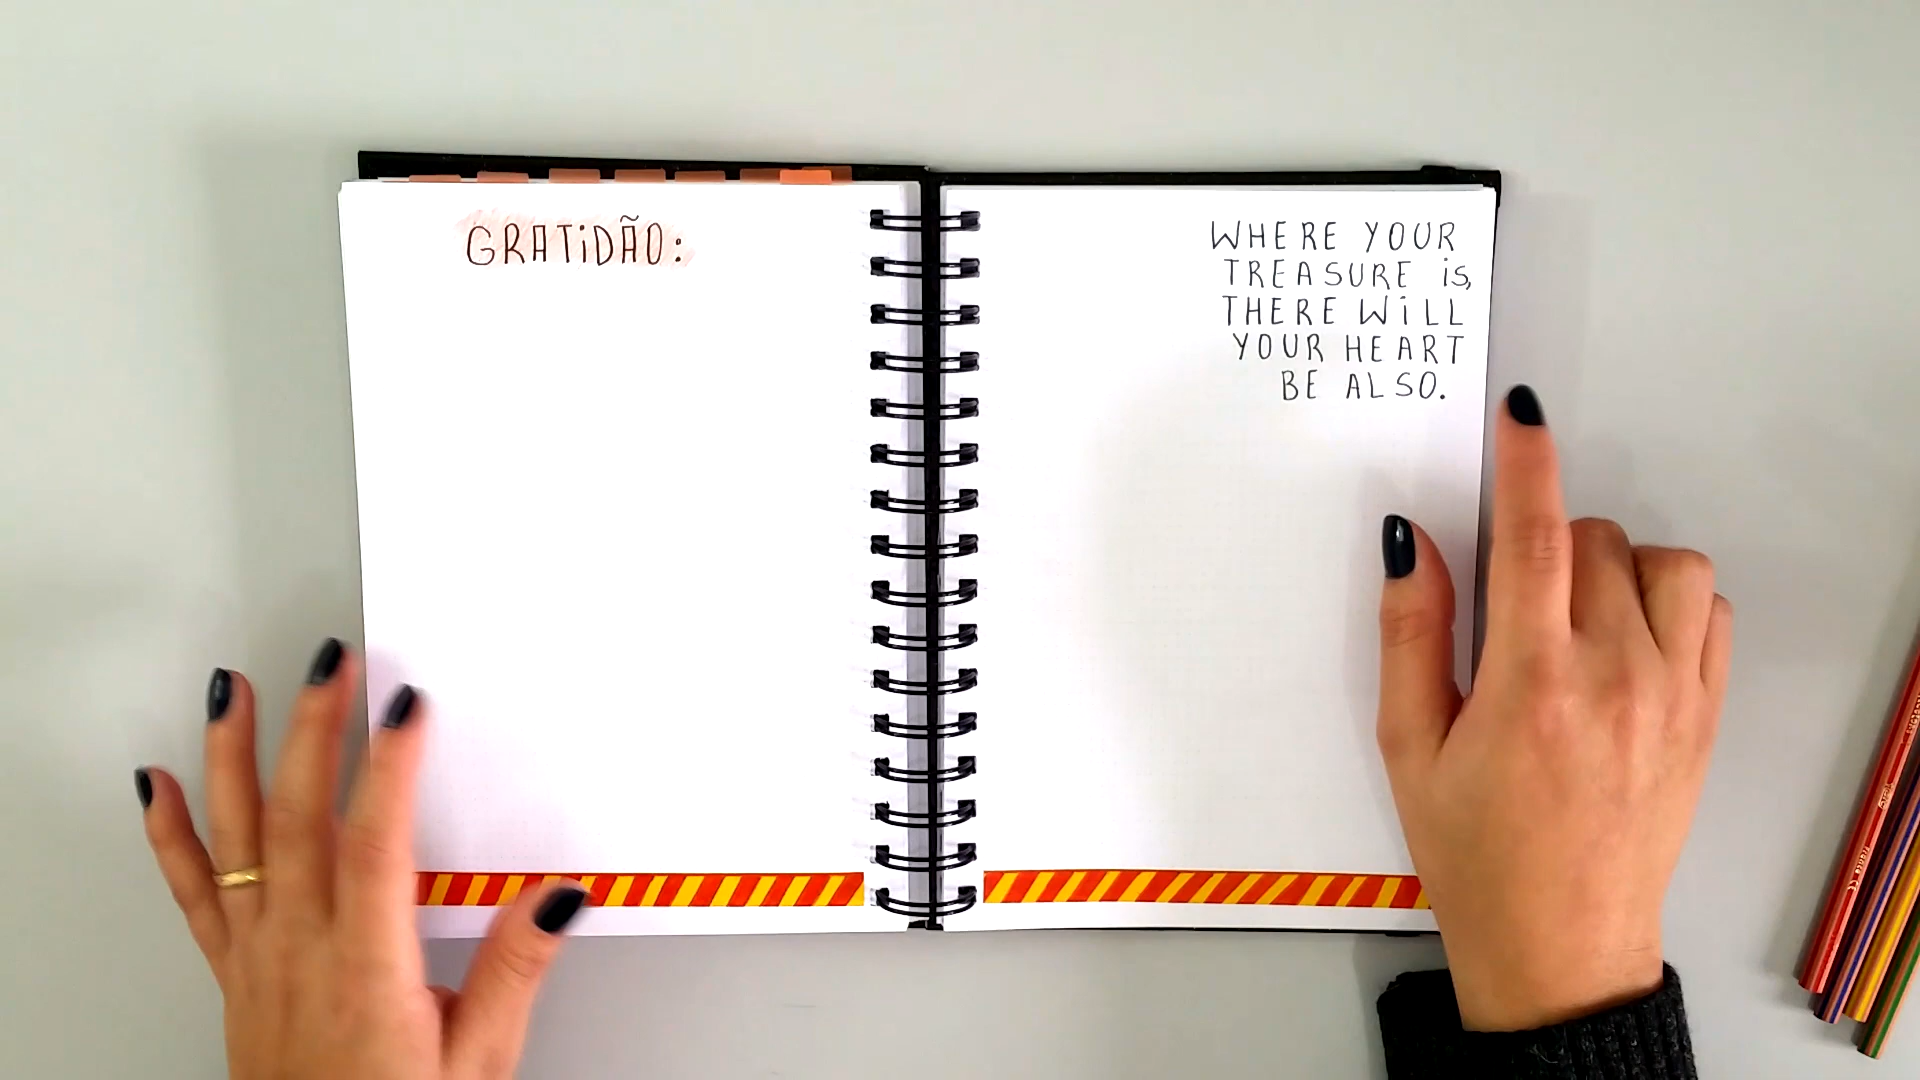 GRATiDÃO:
WHERE YOUR
TREASURE iS,
THERE WiLL
YOUR HEART
BE ALSO.